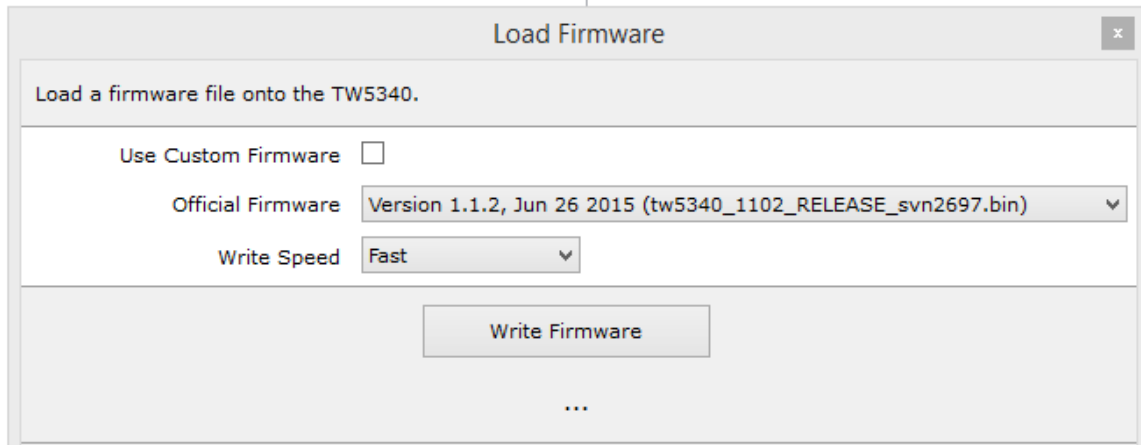 Load Firmware
x
Load a firmware file onto the TW5340.
Use Custom Firmware
Official Firmware Version 1.1.2, Jun 26 2015 (tw5340_1102_RELEASE_svn2697.bin)
Write Speed Fast
Write Firmware
...